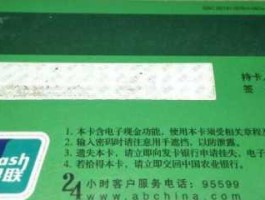 持卡
签
1. 本卡含电子现金功能，使用本卡须受相关章程及
2. 输入密码时请注意用手遮挡，以防泄露。
3. 遗失本卡，请立即向发卡银行申请挂失，电子
4. 若拾得本卡，请立即交回中国农业银行。
ash
联
24小时客户服务电话：95599
www.abchina.com